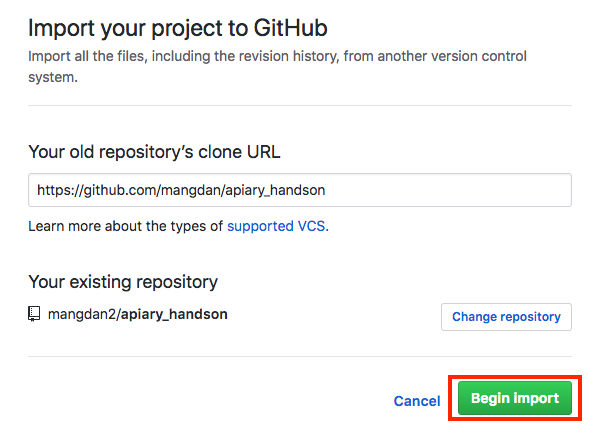 Import your project to GitHub
Import all the files, including the revision history, from another version control
system.
Your old repository's clone URL
https://github.com/mangdan/apiary_handson
Learn more about the types of supported VCS.
Your existing repository
mangdan2/apiary_handson
Change repository
Cancel
Begin import